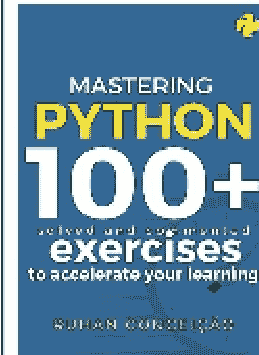 MASTERING
PYTHON
100+
solved and commented
exercises
to accelerate your learning
RUHAN CONCEIÇÃO